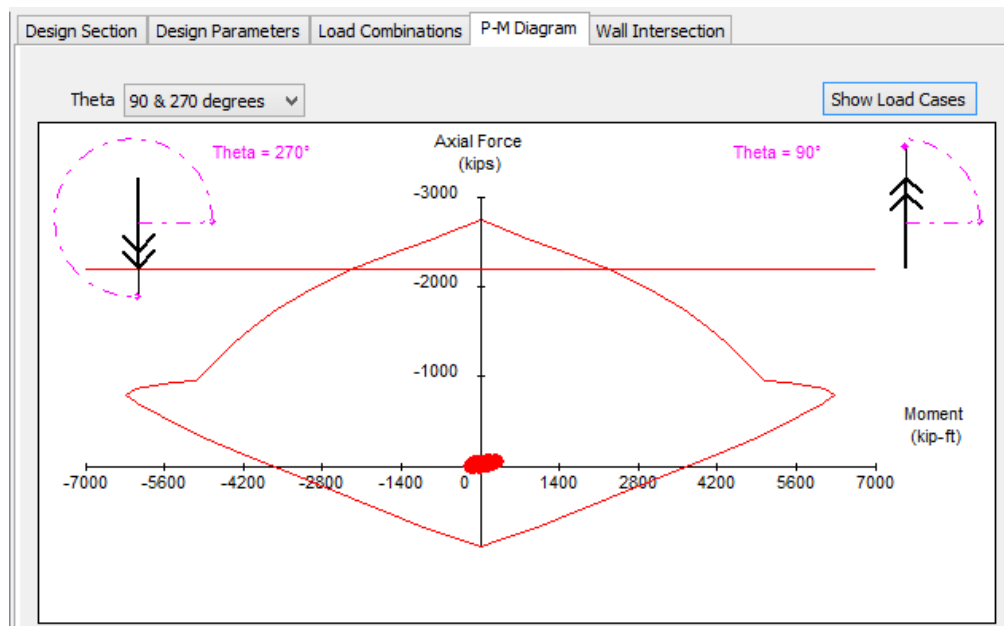 Design Section Design Parameters Load Combinations P-M Diagram Wall Intersection
Theta 90 & 270 degrees Show Load Cases
Theta = 270° Axial Force Theta = 90°
(kips)
-3000
-2000
-1000
Moment
(kip-ft)
-7000 -5600 -4200 -2800 -1400 0 1400 2800 4200 5600 7000